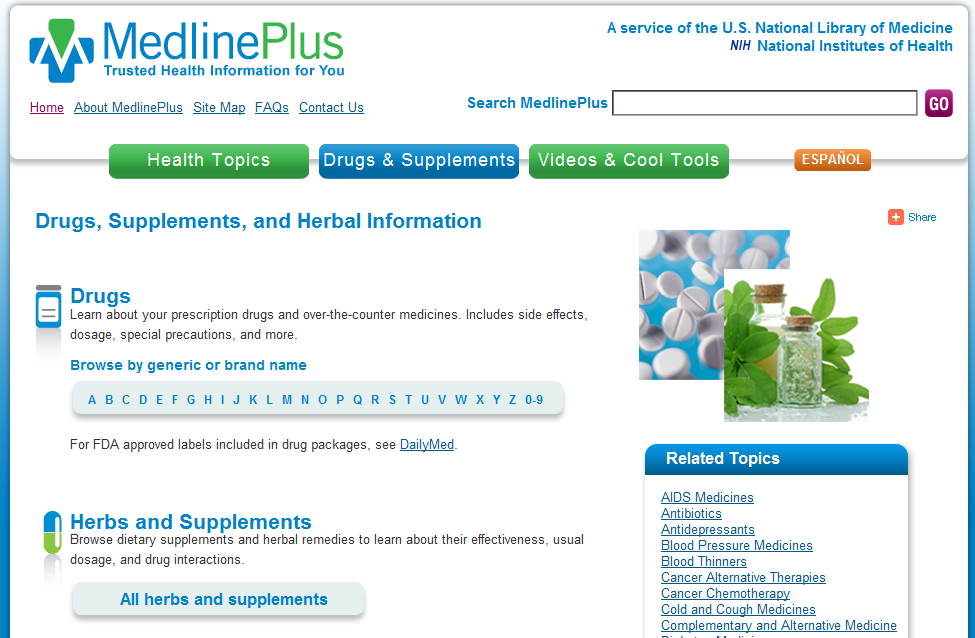 MedlinePlus
Trusted Health Information for You
A service of the U.S. National Library of Medicine
NIH National Institutes of Health
Home About MedlinePlus Site Map FAQs Contact Us
Search MedlinePlus GO
Health Topics Drugs & Supplements Videos & Cool Tools ESPAÑOL
Drugs, Supplements, and Herbal Information
Share
Drugs
Learn about your prescription drugs and over-the-counter medicines. Includes side effects,
dosage, special precautions, and more.
Browse by generic or brand name
A B C D E F G H I J K L M N O P Q R S T U V W X Y Z 0-9
For FDA approved labels included in drug packages, see DailyMed.
Herbs and Supplements
Browse dietary supplements and herbal remedies to learn about their effectiveness, usual
dosage, and drug interactions.
All herbs and supplements
Related Topics
AIDS Medicines
Antibiotics
Antidepressants
Blood Pressure Medicines
Blood Thinners
Cancer Alternative Therapies
Cancer Chemotherapy
Cold and Cough Medicines
Complementary and Alternative Medicine